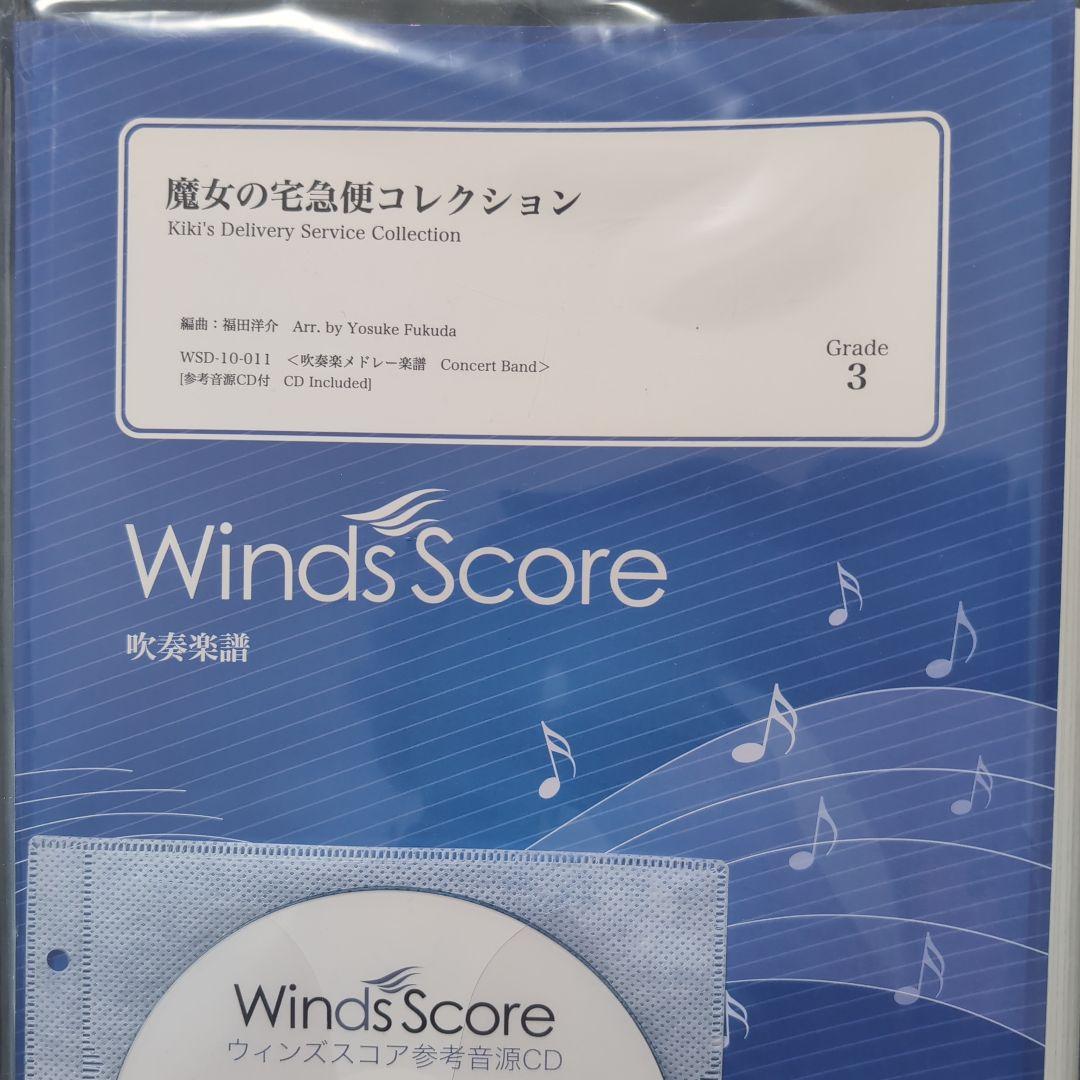 魔女の宅急便コレクション
Kiki's Delivery Service Collection
編曲：福田洋介　Arr. by Yosuke Fukuda
WSD-10-011　＜吹奏楽メドレー楽譜　Concert Band＞
[参考音源CD付　CD Included]
Grade
3
Winds Score
吹奏楽譜
Winds Score
ウィンズスコア参考音源CD